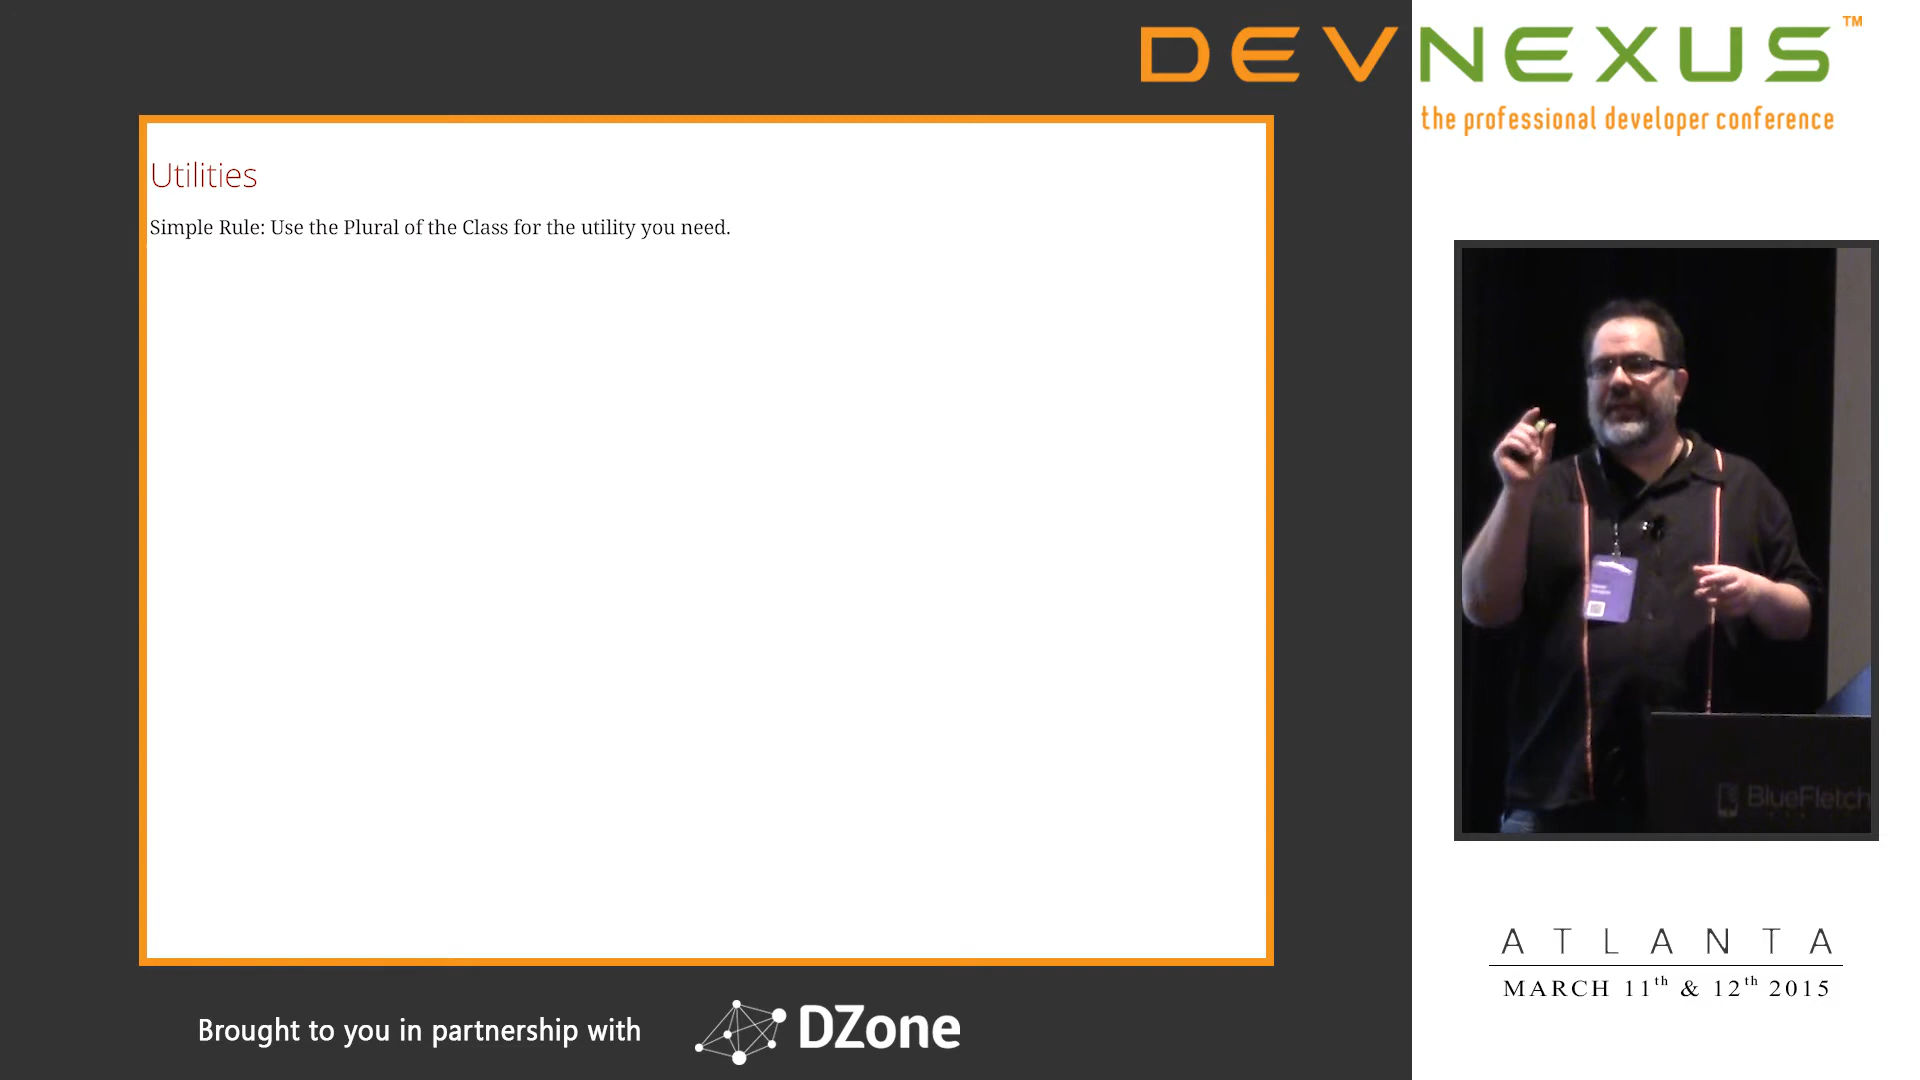 DEVNEXUS™
the professional developer conference
Utilities
Simple Rule: Use the Plural of the Class for the utility you need.
BlueFletch
ATLANTA
MARCH 11th & 12th 2015
Brought to you in partnership with
DZone